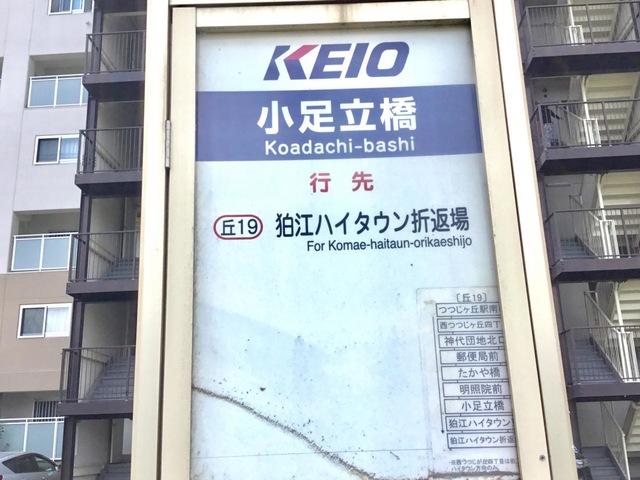 KEIO
小足立橋
Koadachi-bashi
行先
丘19 狛江ハイタウン折返場
For Komae-haitaun-orikaeshijo
〔丘19〕
つつじヶ丘駅南
西つつじヶ丘四丁
神代団地北口
郵便局前
たかや橋
明照院前
小足立橋
狛江ハイタウン
狛江ハイタウン折返